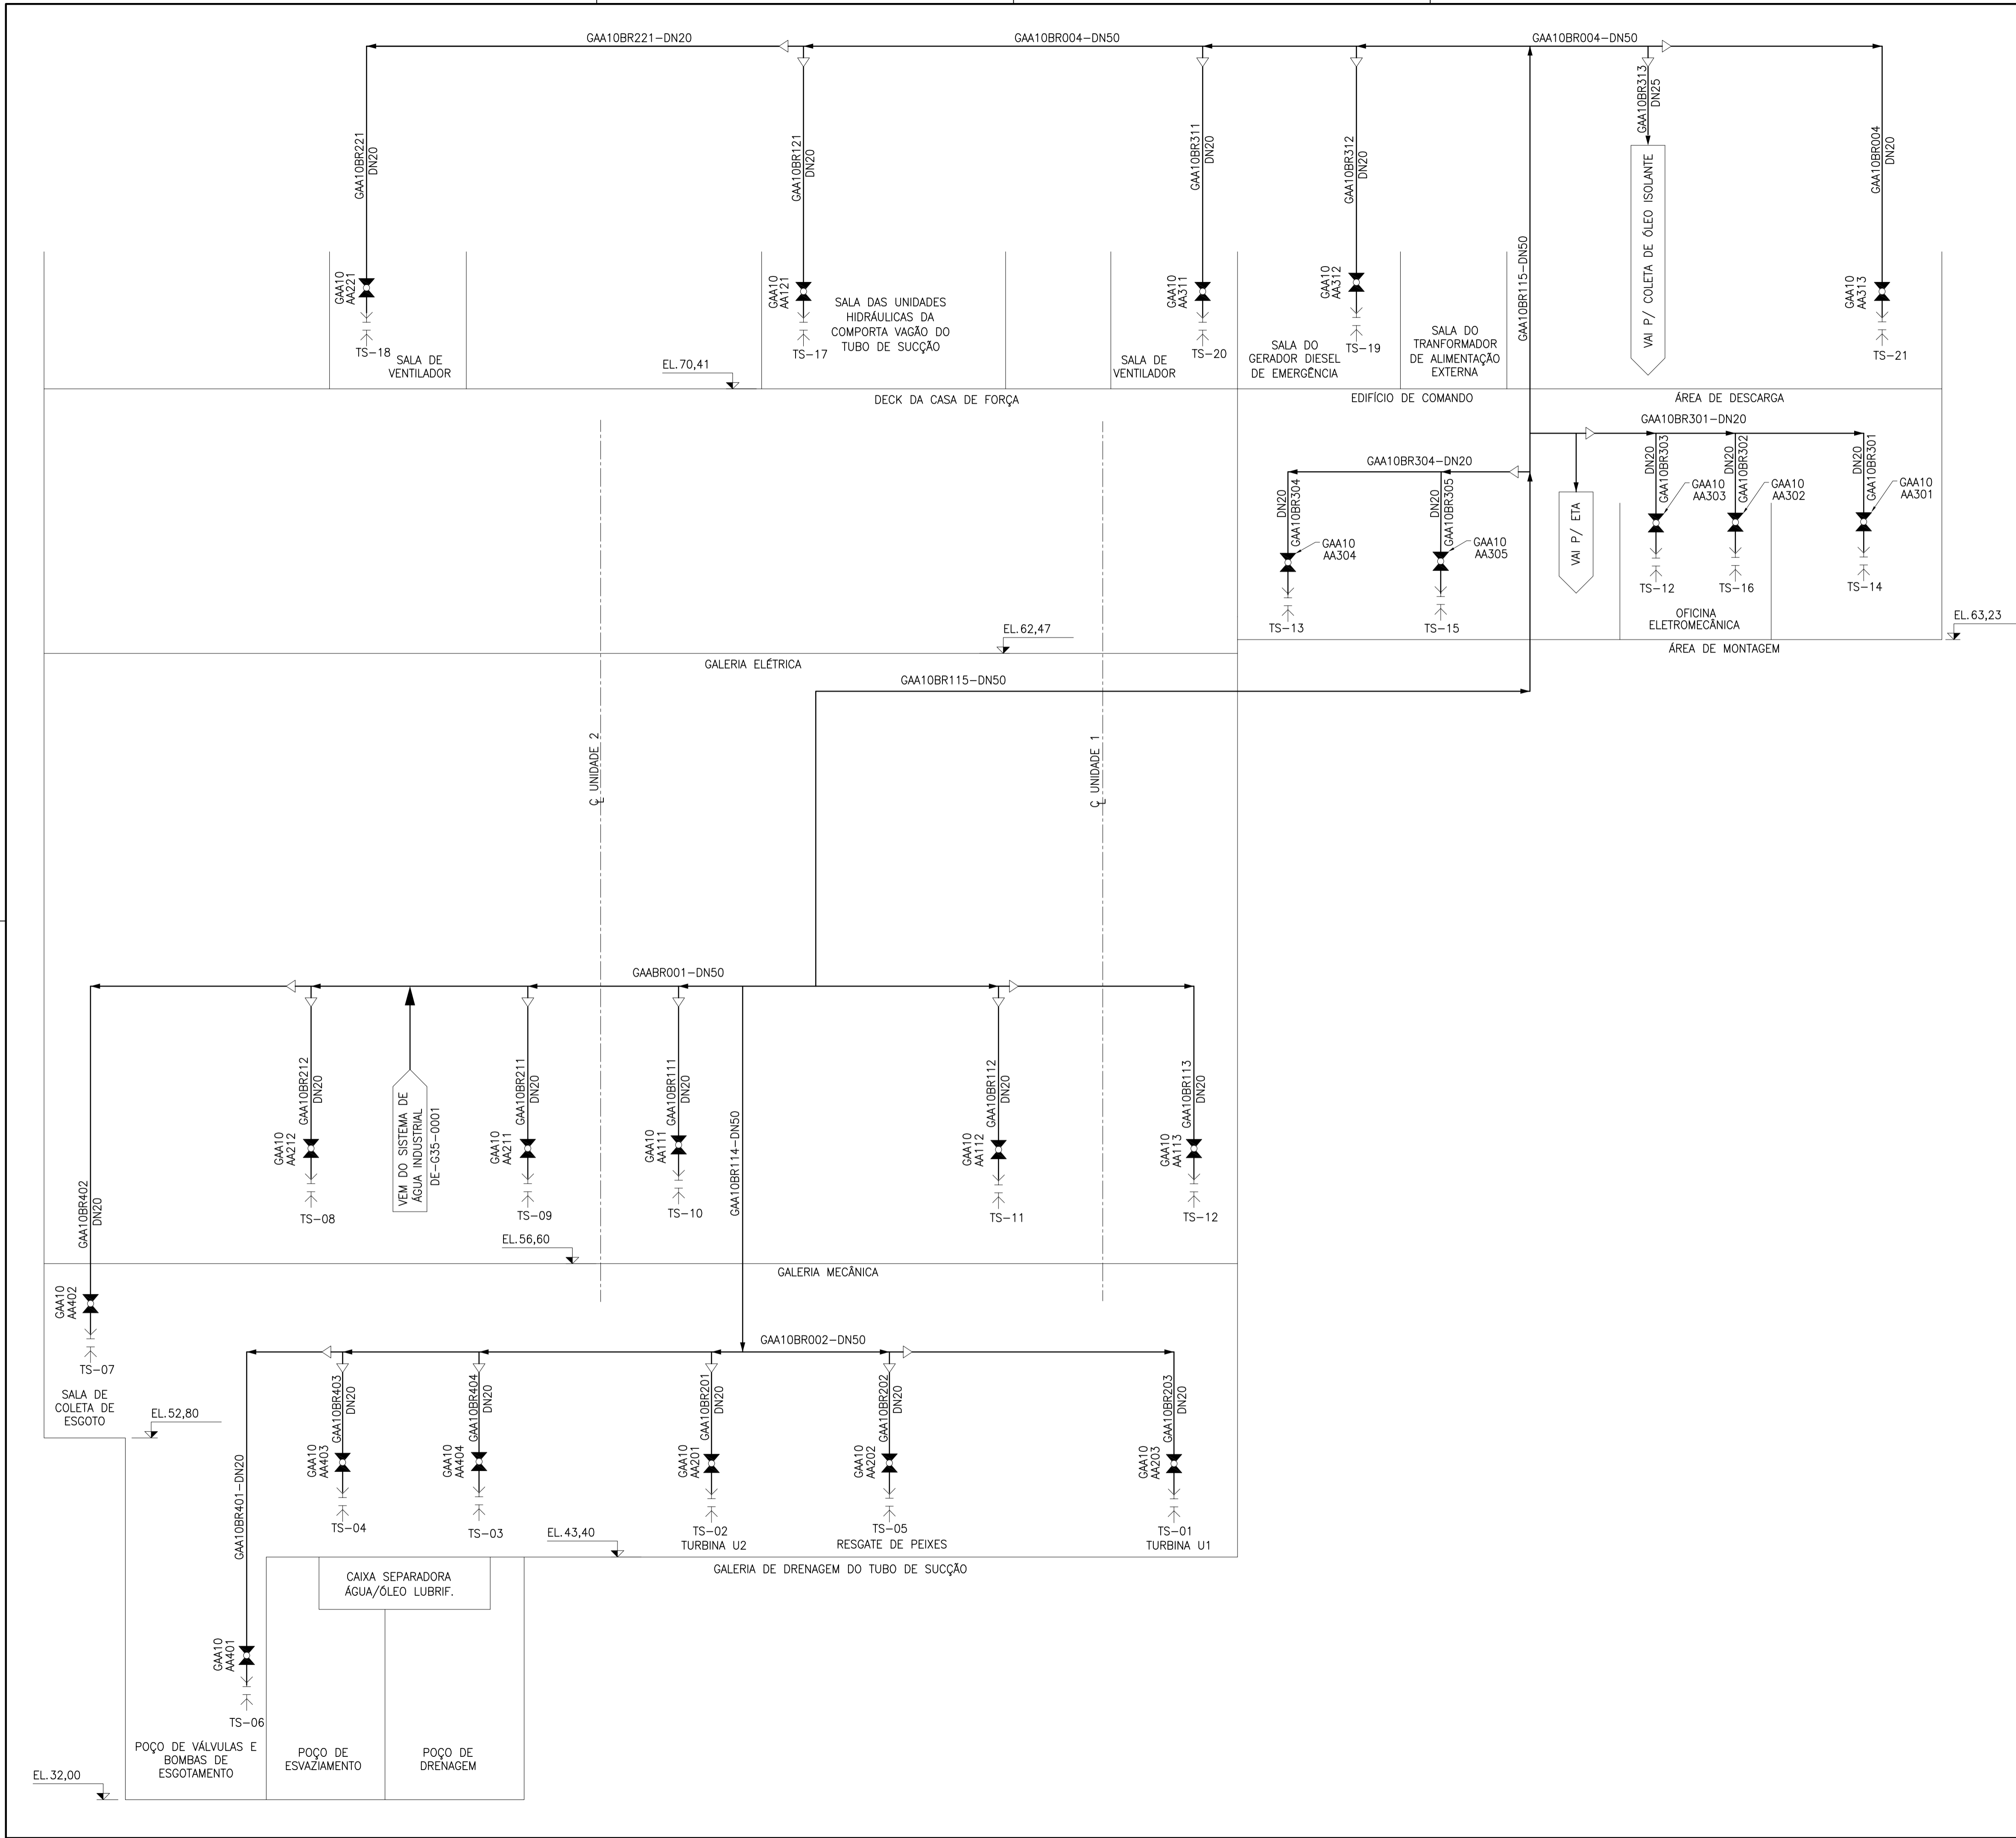 GAA10BR221-DN20
GAA10BR004-DN50
GAA10BR004-DN50
GAA10BR221
DN20
GAA10BR121
DN20
GAA10BR311
DN20
GAA10BR312
DN20
GAA10BR115-DN50
GAA10BR313
DN25
VAI P/ COLETA DE ÓLEO ISOLANTE
GAA10BR004
DN20
GAA10
AA221
TS-18
SALA DE
VENTILADOR
GAA10
AA121
TS-17
SALA DAS UNIDADES
HIDRÁULICAS DA
COMPORTA VAGÃO DO
TUBO DE SUCÇÃO
GAA10
AA311
TS-20
SALA DE
VENTILADOR
GAA10
AA312
TS-19
SALA DO
GERADOR DIESEL
DE EMERGÊNCIA
SALA DO
TRANFORMADOR
DE ALIMENTAÇÃO
EXTERNA
GAA10
AA313
TS-21
EL.70,41
DECK DA CASA DE FORÇA
EDIFÍCIO DE COMANDO
ÁREA DE DESCARGA
GAA10BR301-DN20
GAA10BR304-DN20
DN20
GAA10BR304
GAA10
AA304
TS-13
DN20
GAA10BR305
GAA10
AA305
TS-15
VAI P/ ETA
DN20
GAA10BR303
GAA10
AA303
TS-12
DN20
GAA10BR302
GAA10
AA302
TS-16
DN20
GAA10BR301
GAA10
AA301
TS-14
OFICINA
ELETROMECÂNICA
EL.63,23
ÁREA DE MONTAGEM
EL.62,47
GALERIA ELÉTRICA
GAA10BR115-DN50
℄ UNIDADE 2
℄ UNIDADE 1
GAABR001-DN50
GAA10BR402
DN20
GAA10BR212
DN20
GAA10
AA212
TS-08
VEM DO SISTEMA DE
ÁGUA INDUSTRIAL
DE-G35-0001
GAA10BR211
DN20
GAA10
AA211
TS-09
GAA10BR111
DN20
GAA10
AA111
TS-10
GAA10BR114-DN50
GAA10BR112
DN20
GAA10
AA112
TS-11
GAA10BR113
DN20
GAA10
AA113
TS-12
EL.56,60
GALERIA MECÂNICA
GAA10
AA402
TS-07
SALA DE
COLETA DE
ESGOTO
EL.52,80
GAA10BR002-DN50
GAA10BR401-DN20
GAA10BR403
DN20
GAA10
AA403
TS-04
GAA10BR404
DN20
GAA10
AA404
TS-03
GAA10BR201
DN20
GAA10
AA201
TS-02
TURBINA U2
GAA10BR202
DN20
GAA10
AA202
TS-05
RESGATE DE PEIXES
GAA10BR203
DN20
GAA10
AA203
TS-01
TURBINA U1
EL.43,40
GALERIA DE DRENAGEM DO TUBO DE SUCÇÃO
CAIXA SEPARADORA
ÁGUA/ÓLEO LUBRIF.
GAA10
AA401
TS-06
POÇO DE VÁLVULAS E
BOMBAS DE
ESGOTAMENTO
POÇO DE
ESVAZIAMENTO
POÇO DE
DRENAGEM
EL.32,00